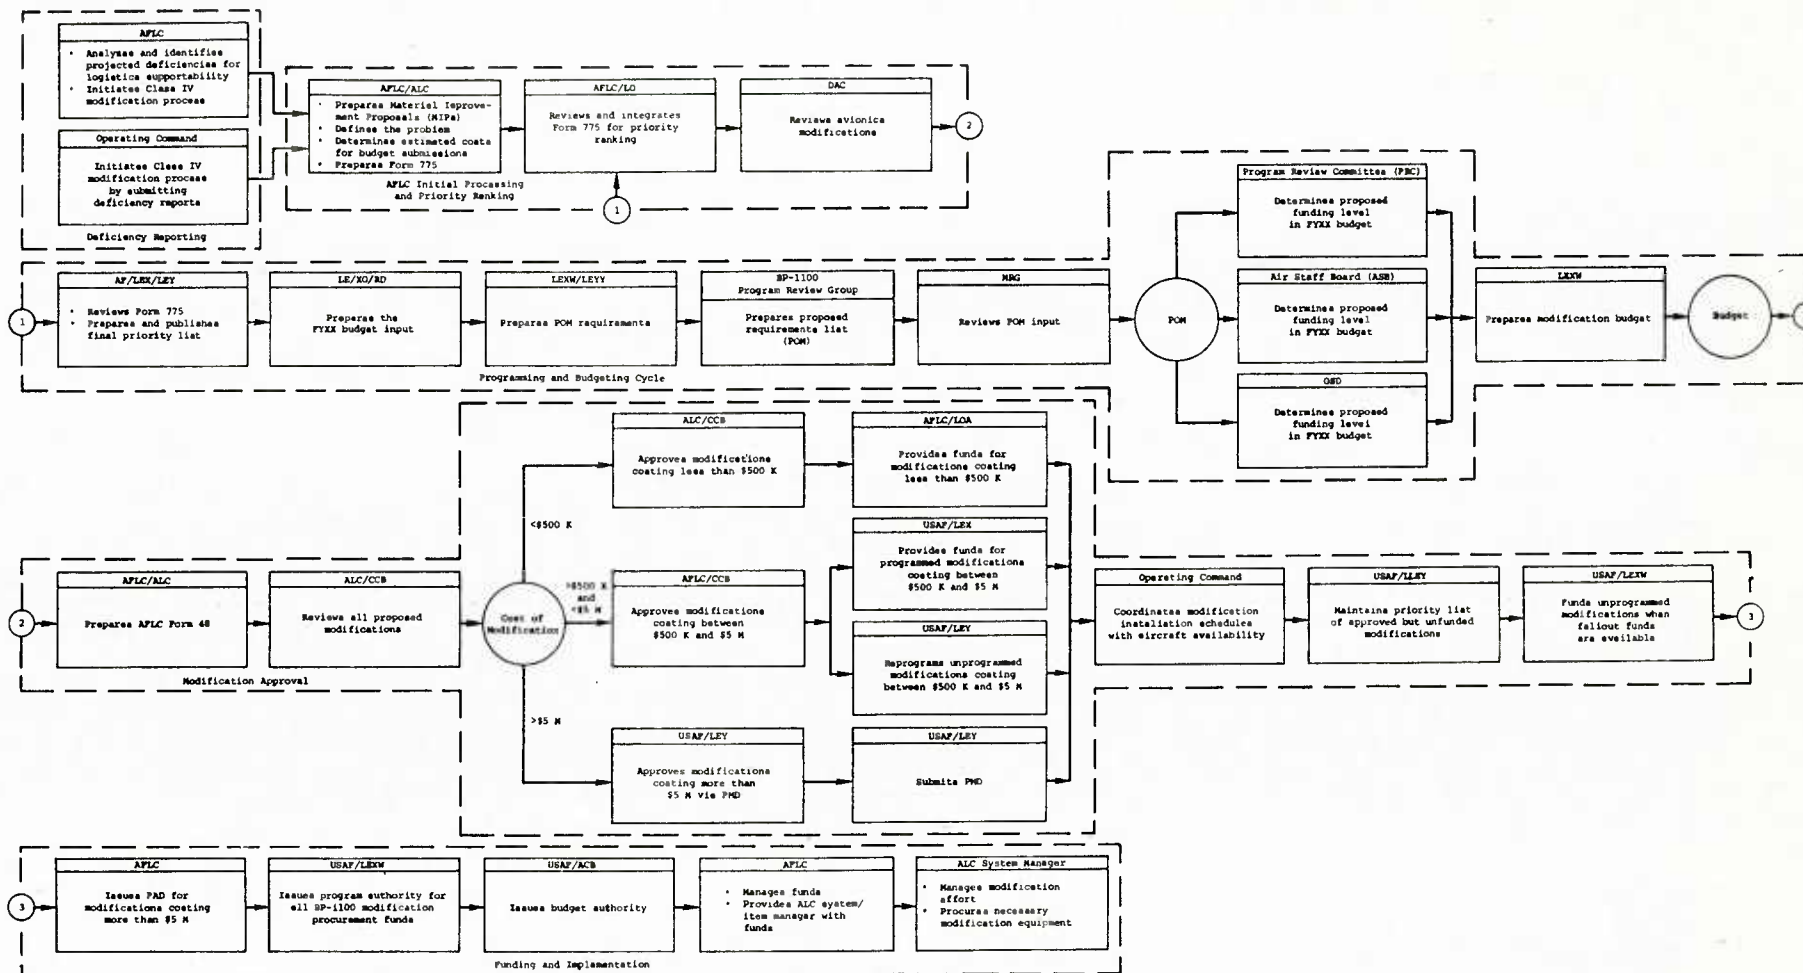 AFLC
• Analyzes and identifies
projected deficiencies for
logistics supportability
• Initiates Class IV
modification process
Operating Command
Initiates Class IV
modification process
by submitting
deficiency reports
Deficiency Reporting
AFLC/ALC
• Prepares Material Improve-
ment Proposals (MIPs)
• Defines the problem
• Determines estimated costs
for budget submissions
• Prepares Form 775
AFLC/LO
Reviews and integrates
Form 775 for priority
ranking
DAC
Reviews avionics
modifications
2
AFLC Initial Processing
and Priority Ranking
1
1
AF/LEX/LEY
• Reviews Form 775
• Prepares and publishes
final priority list
LE/XO/RD
Prepares the
FYXX budget input
LEXW/LEYY
Prepares POM requirements
BP-1100
Program Review Group
Prepares proposed
requirements list
(POM)
MRG
Reviews POM input
POM
Program Review Committee (PRC)
Determines proposed
funding level
in FYXX budget
Air Staff Board (ASB)
Determines proposed
funding level
in FYXX budget
OSD
Determines proposed
funding level
in FYXX budget
LEXW
Prepares modification budget
Budget
Programming and Budgeting Cycle
2
AFLC/ALC
Prepares AFLC Form 48
ALC/CCB
Reviews all proposed
modifications
Modification Approval
Cost of
Modification
<$500 K
>$500 K
and
<$5 M
>$5 M
ALC/CCB
Approves modifications
costing less than $500 K
AFLC/LOA
Provides funds for
modifications costing
less than $500 K
AFLC/CCB
Approves modifications
costing between
$500 K and $5 M
USAF/LEX
Provides funds for
programmed modifications
costing between
$500 K and $5 M
USAF/LEY
Reprograms unprogrammed
modifications costing
between $500 K and $5 M
USAF/LEY
Approves modifications
costing more than
$5 M via PMD
USAF/LEY
Submits PMD
Operating Command
Coordinates modification
installation schedules
with aircraft availability
USAF/LLEY
Maintains priority list
of approved but unfunded
modifications
USAF/LEXW
Funds unprogrammed
modifications when
fallout funds
are available
3
3
AFLC
Issues PAD for
modifications costing
more than $5 M
USAF/LEXW
Issues program authority for
all BP-1100 modification
procurement funds
USAF/ACB
Issues budget authority
AFLC
• Manages funds
• Provides ALC system/
item manager with
funds
ALC System Manager
• Manages modification
effort
• Procures necessary
modification equipment
Funding and Implementation